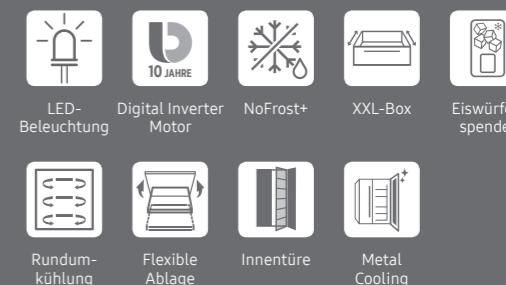 10 JAHRE
LED-
Beleuchtung
Digital Inverter
Motor
NoFrost+
XXL-Box
Rundum-
kühlung
Flexible
Ablage
Innentüre
Metal
Cooling